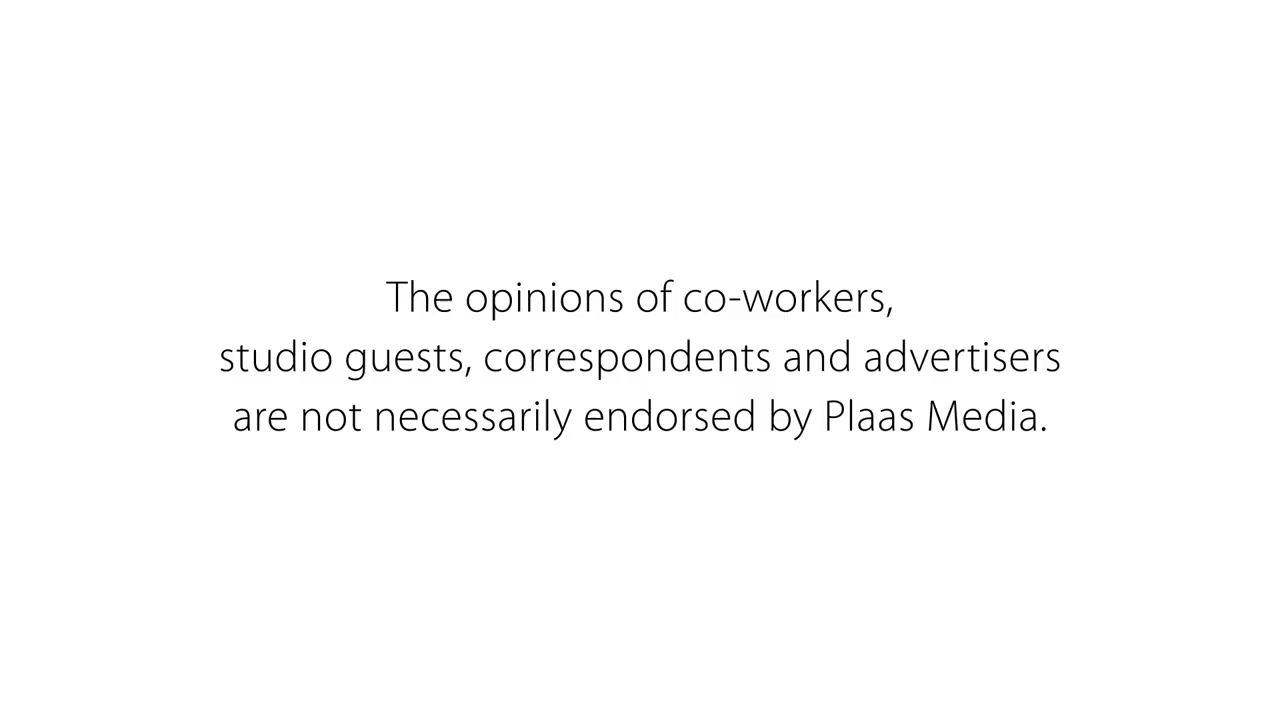 The opinions of co-workers,
studio guests, correspondents and advertisers
are not necessarily endorsed by Plaas Media.